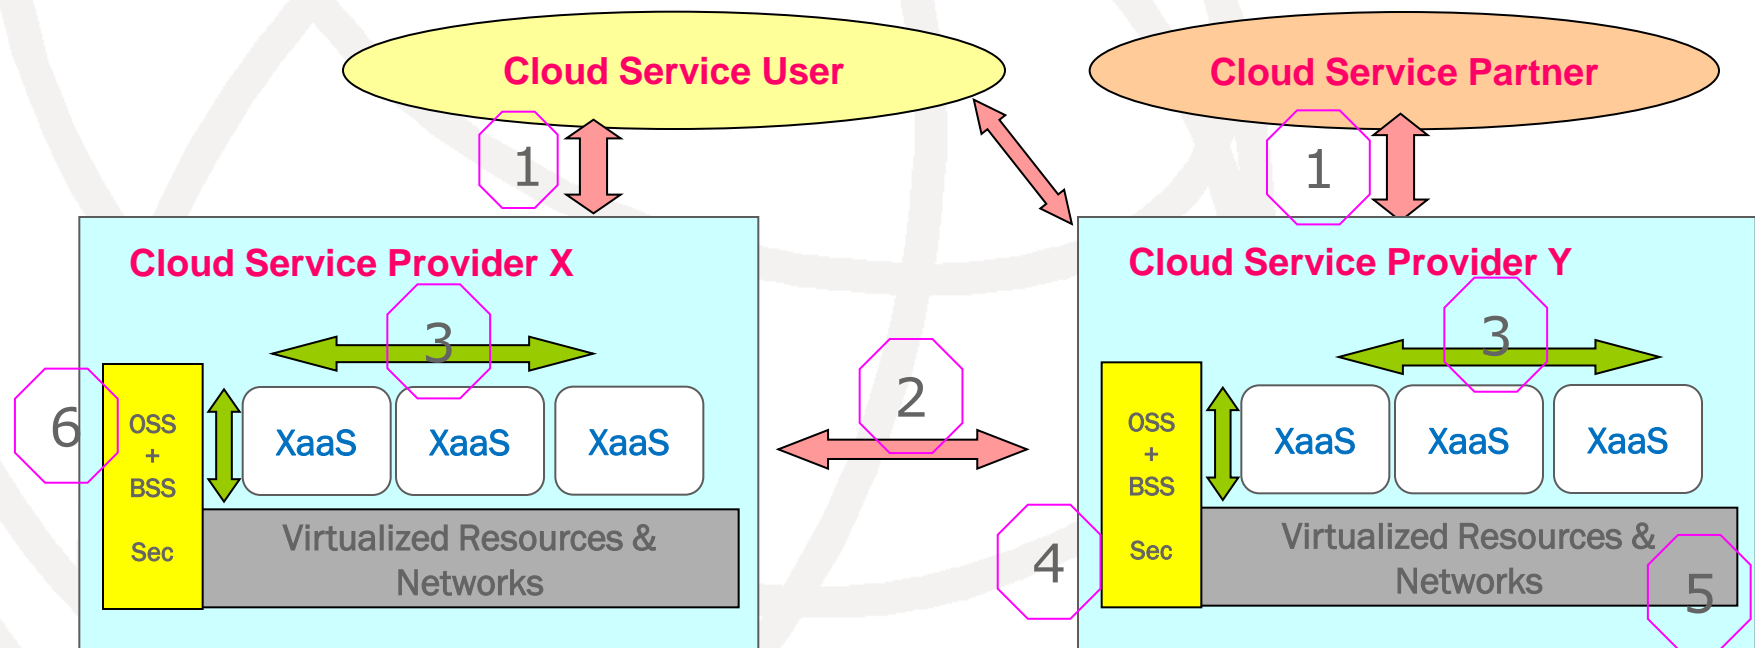 Cloud Service User
Cloud Service Partner
1
1
Cloud Service Provider X
Cloud Service Provider Y
3
3
2
6
OSS
+
BSS
Sec
XaaS
XaaS
XaaS
Virtualized Resources &
Networks
4
OSS
+
BSS
Sec
XaaS
XaaS
XaaS
Virtualized Resources &
Networks
5